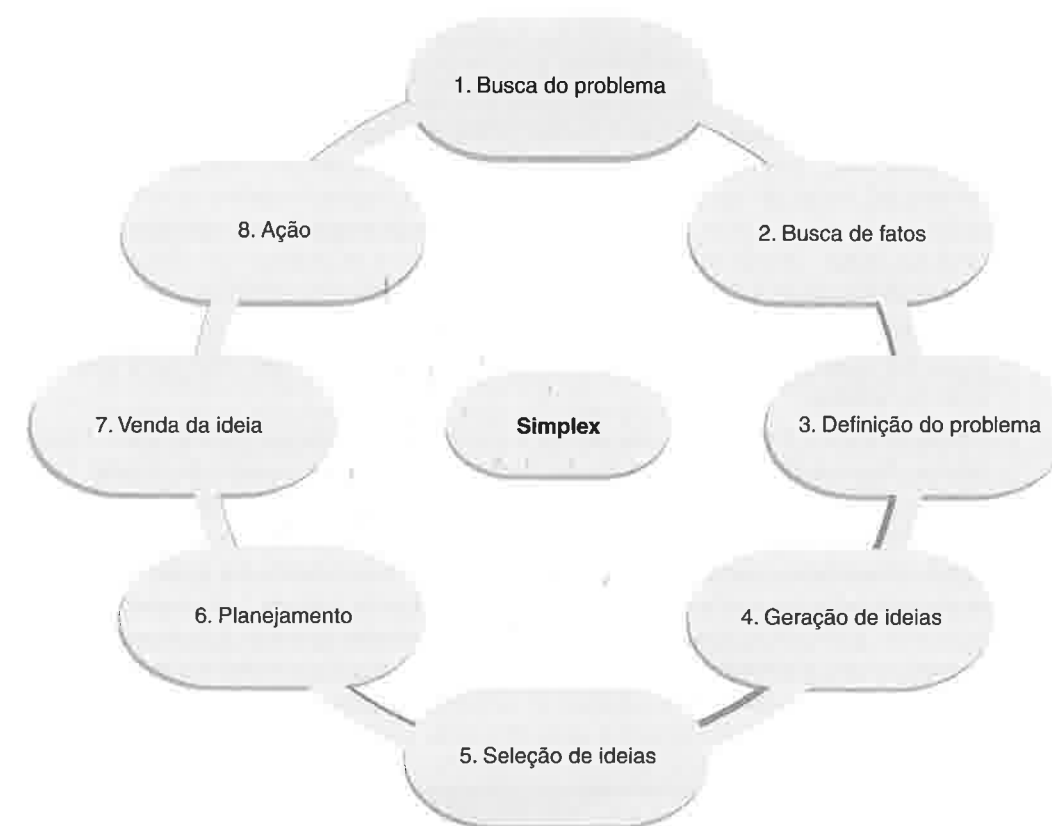 1. Busca do problema
2. Busca de fatos
3. Definição do problema
4. Geração de ideias
5. Seleção de ideias
6. Planejamento
7. Venda da ideia
8. Ação
Simplex